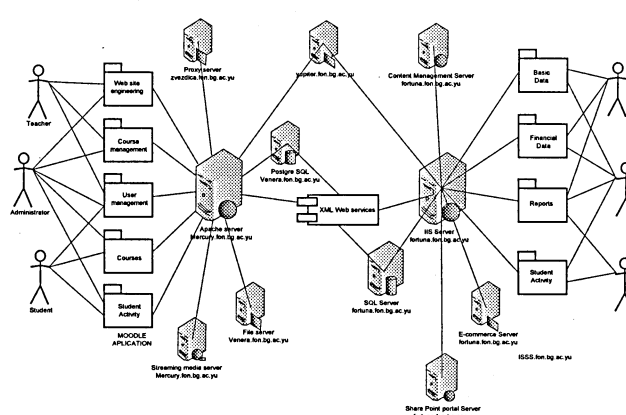 Proxy server
zvezdica.fon.bg.ac.yu
yupiter.fon.bg.ac.yu
Content Management Server
fortuna.fon.bg.ac.yu
Web site
engineering
Basic
Data
Teacher
Course
management
Financial
Data
Postgre SQL
Venera.fon.bg.ac.yu
User
management
XML Web services
Reports
Administrator
Apache server
Mercury.fon.bg.ac.yu
IIS Server
fortuna.fon.bg.ac.yu
Courses
Student
Activity
SQL Server
fortuna.fon.bg.ac.yu
Student
Student
Activity
MOODLE
APLICATION
File server
Venera.fon.bg.ac.yu
E-commerce Server
fortuna.fon.bg.ac.yu
ISSS.fon.bg.ac.yu
Streaming media server
Mercury.fon.bg.ac.yu
Share Point portal Server